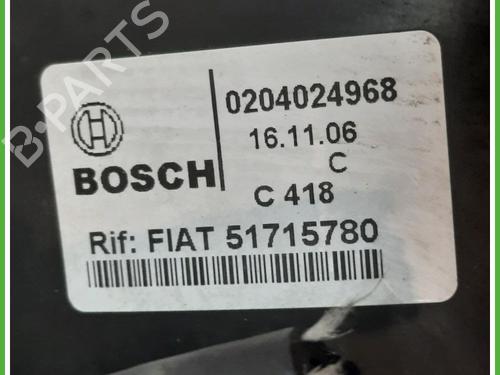 B-PARTS
BOSCH
0204024968
16.11.06
C
C 418
Rif: FIAT 51715780